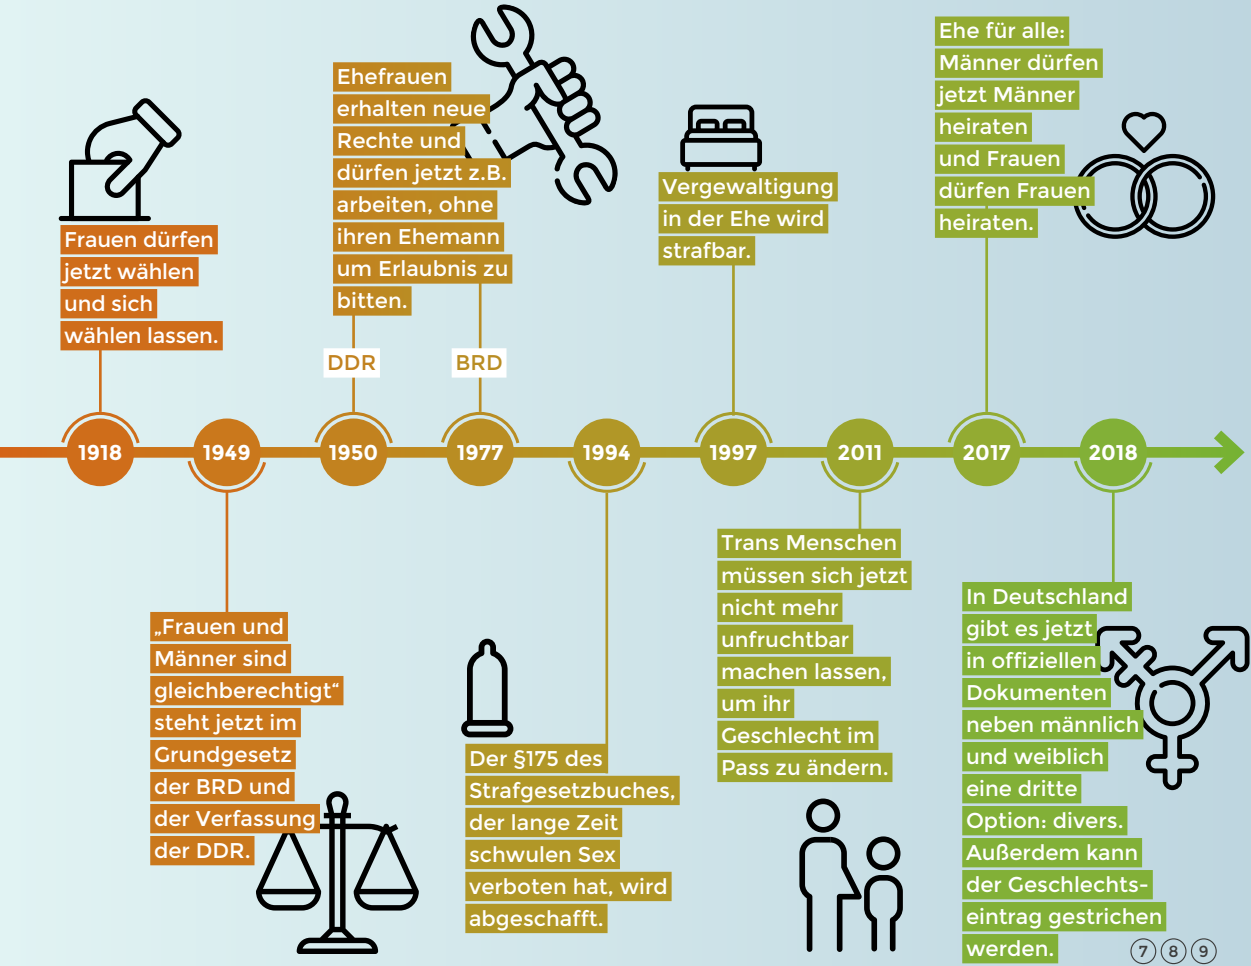 Frauen dürfen
jetzt wählen
und sich
wählen lassen.
1918
„Frauen und
Männer sind
gleichberechtigt“
steht jetzt im
Grundgesetz
der BRD und
der Verfassung
der DDR.
1949
Ehefrauen
erhalten neue
Rechte und
dürfen jetzt z.B.
arbeiten, ohne
ihren Ehemann
um Erlaubnis zu
bitten.
DDR
BRD
1950
1977
Der §175 des
Strafgesetzbuches,
der lange Zeit
schwulen Sex
verboten hat, wird
abgeschafft.
1994
Vergewaltigung
in der Ehe wird
strafbar.
1997
Trans Menschen
müssen sich jetzt
nicht mehr
unfruchtbar
machen lassen,
um ihr
Geschlecht im
Pass zu ändern.
2011
Ehe für alle:
Männer dürfen
jetzt Männer
heiraten
und Frauen
dürfen Frauen
heiraten.
2017
2018
In Deutschland
gibt es jetzt
in offiziellen
Dokumenten
neben männlich
und weiblich
eine dritte
Option: divers.
Außerdem kann
der Geschlechts-
eintrag gestrichen
werden.
7 8 9